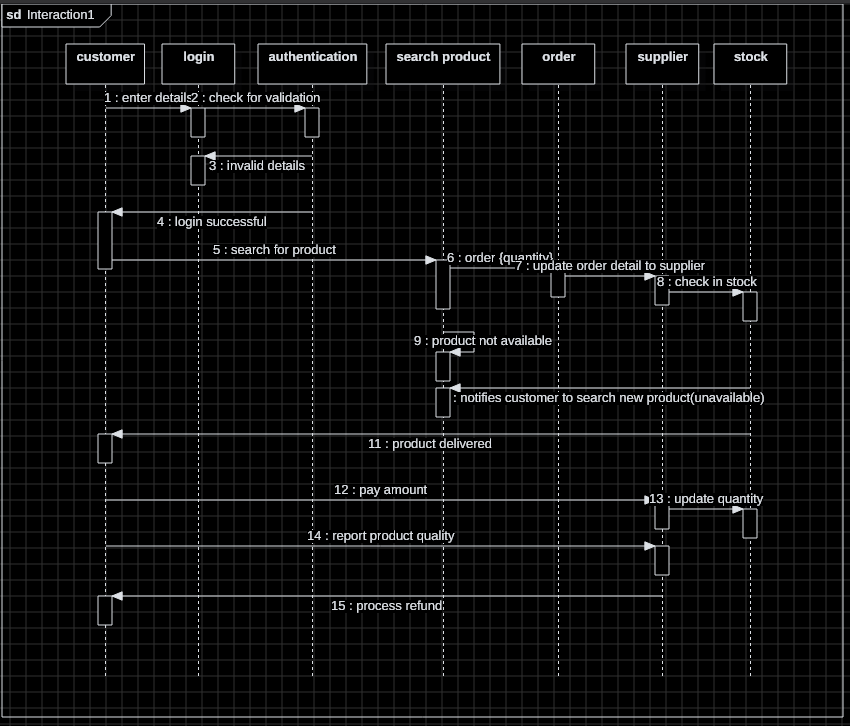 sd Interaction1
customer
login
authentication
search product
order
supplier
stock
1 : enter details
2 : check for validation
3 : invalid details
4 : login successful
5 : search for product
6 : order {quantity}
7 : update order detail to supplier
8 : check in stock
9 : product not available
: notifies customer to search new product(unavailable)
11 : product delivered
12 : pay amount
13 : update quantity
14 : report product quality
15 : process refund